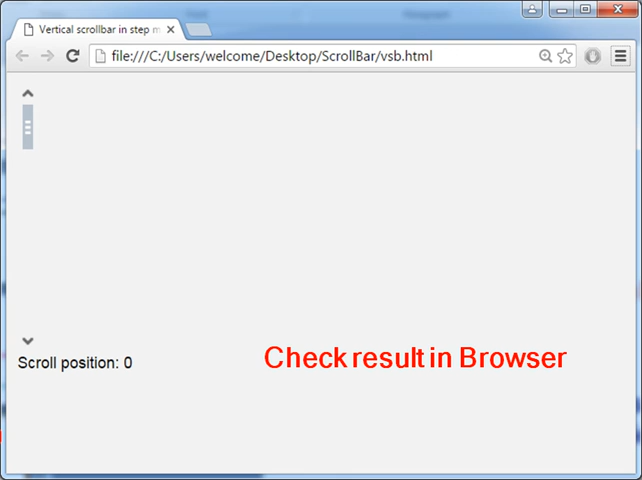 Vertical scrollbar in step m
file:///C:/Users/welcome/Desktop/ScrollBar/vsb.html
Scroll position: 0
Check result in Browser